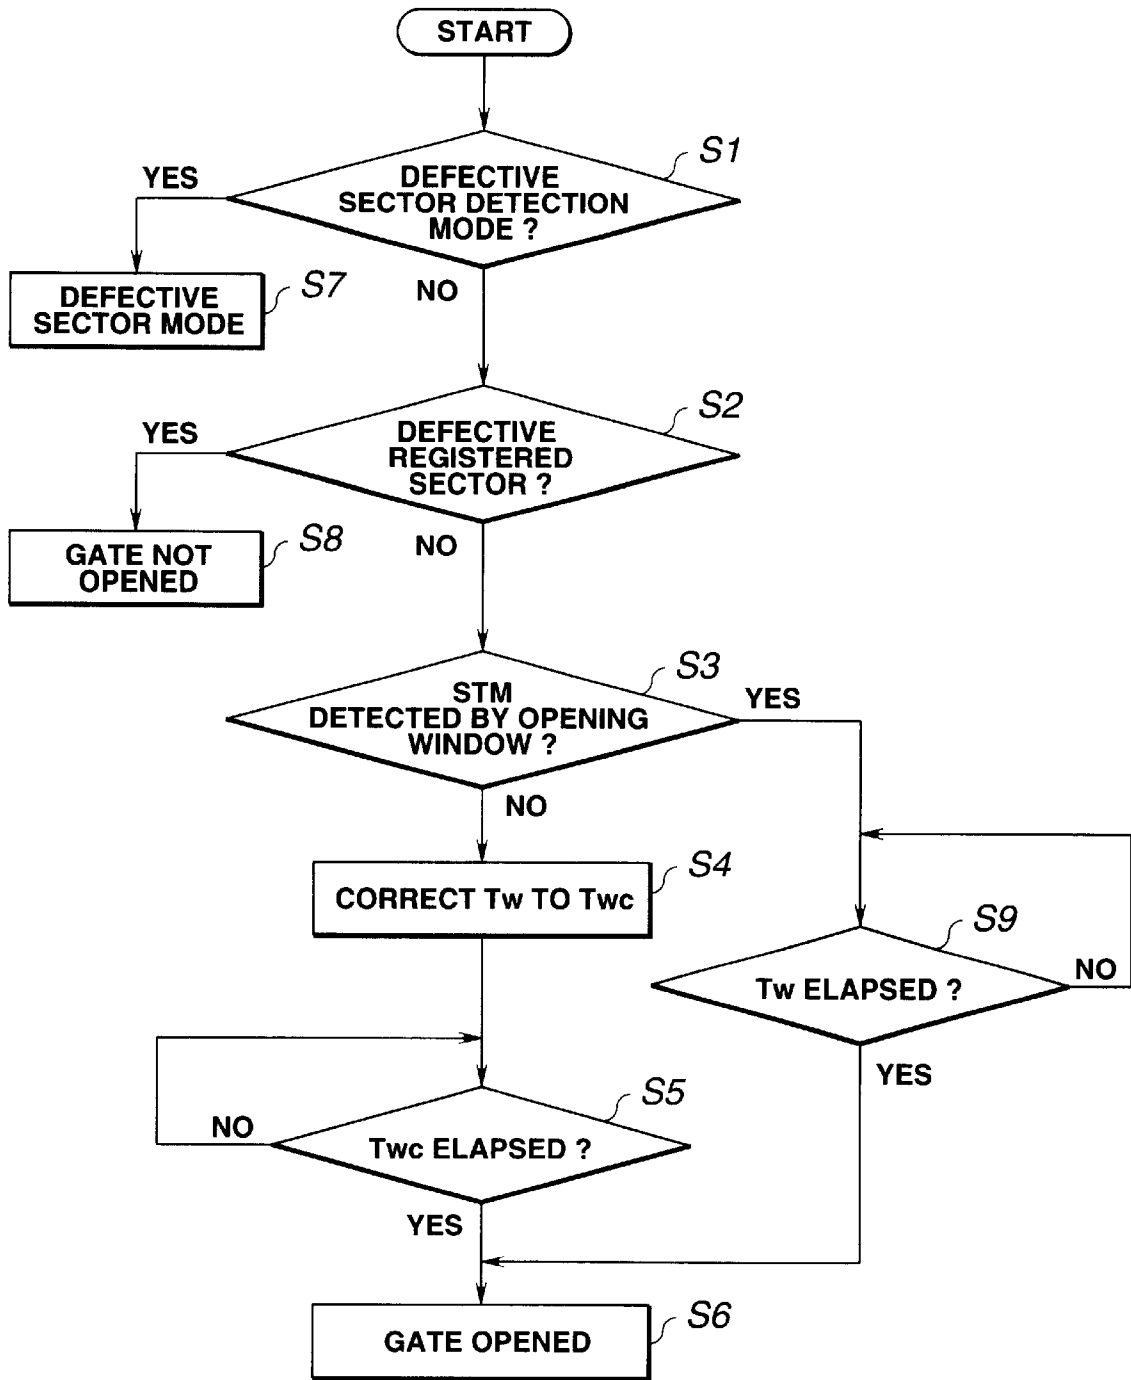 START
S1
YES
DEFECTIVE
SECTOR DETECTION
MODE ?
S7
NO
DEFECTIVE
SECTOR MODE
S2
YES
DEFECTIVE
REGISTERED
SECTOR ?
S8
NO
GATE NOT
OPENED
S3
YES
STM
DETECTED BY OPENING
WINDOW ?
NO
S4
CORRECT Tw TO Twc
S9
NO
Tw ELAPSED ?
YES
S5
NO
Twc ELAPSED ?
YES
S6
GATE OPENED